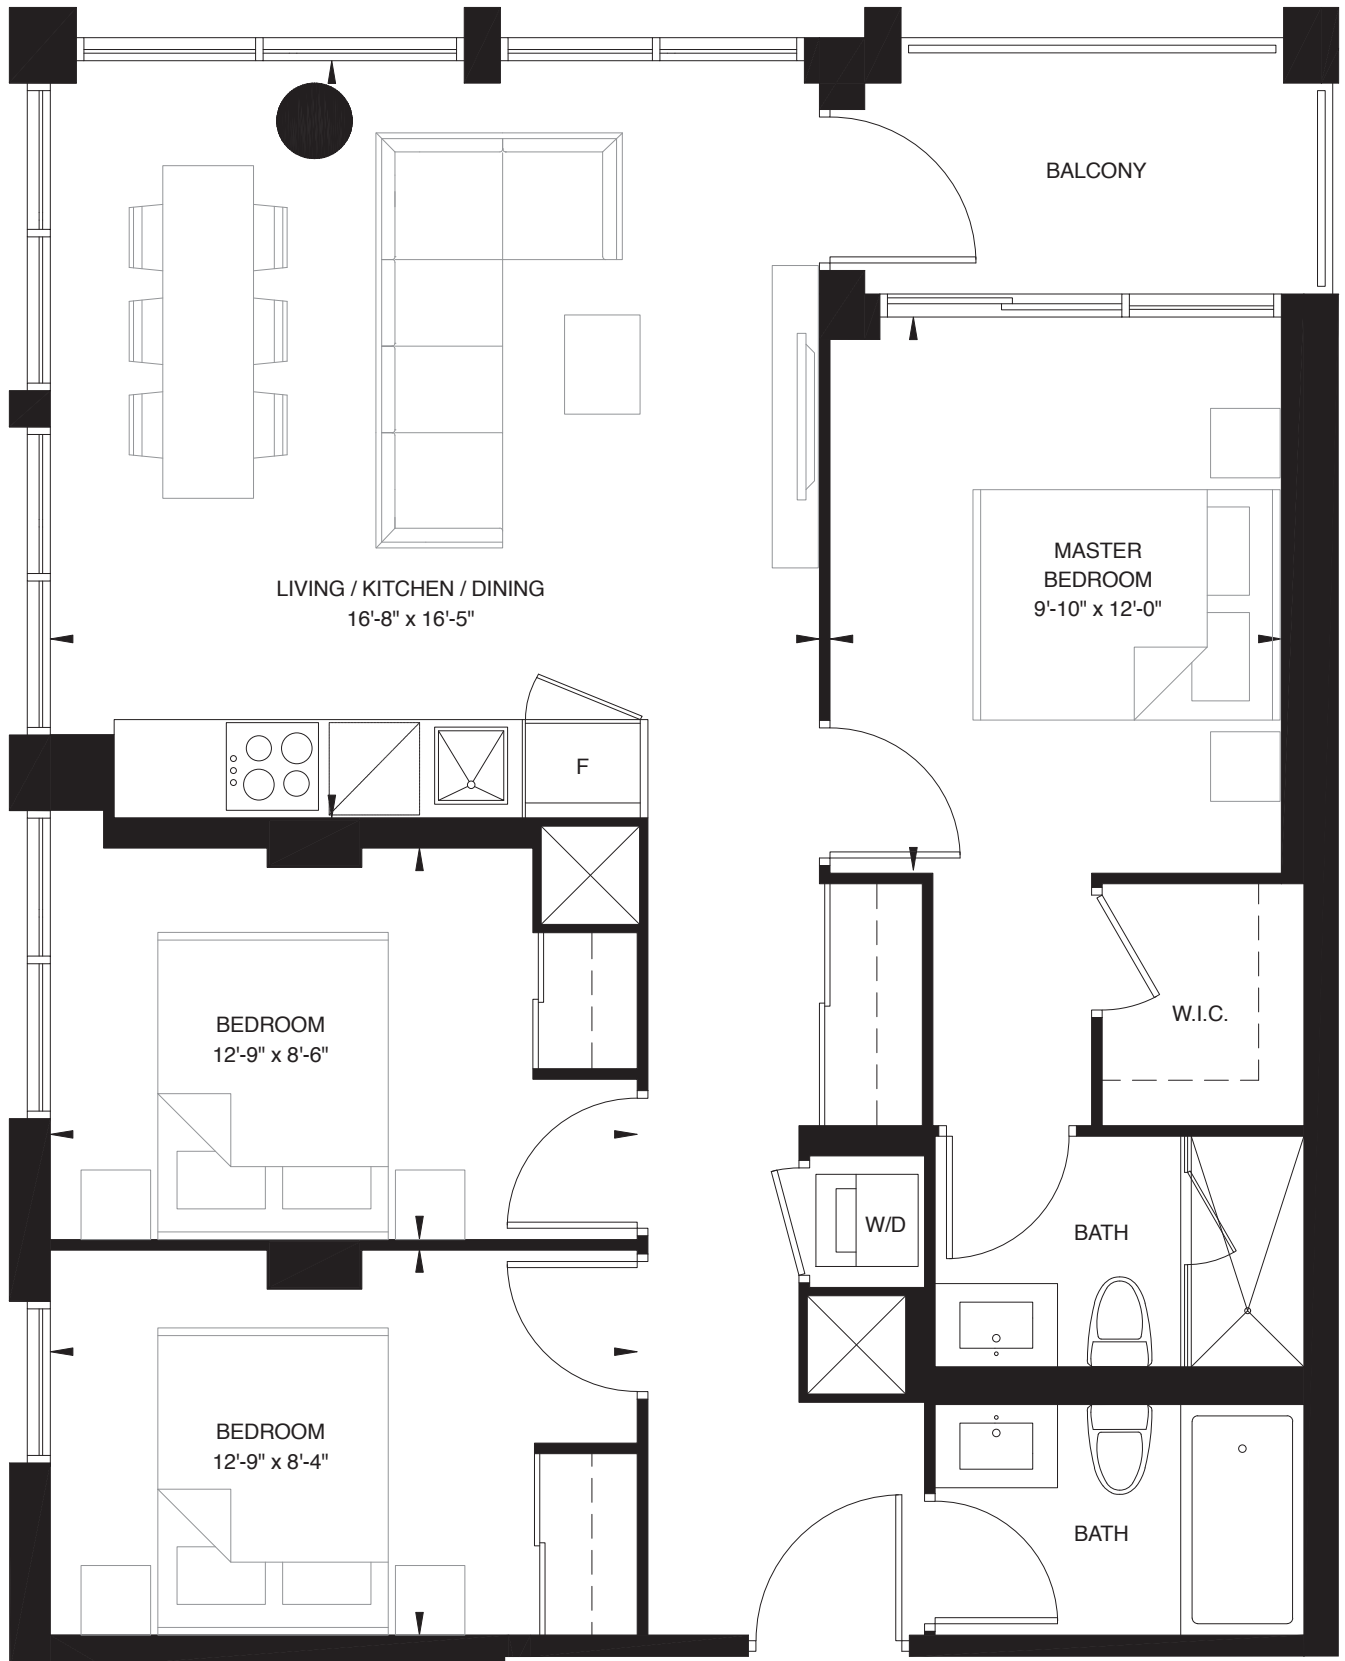 BALCONY
MASTER
BEDROOM
9'-10" x 12'-0"
LIVING / KITCHEN / DINING
16'-8" x 16'-5"
F
W.I.C.
BEDROOM
12'-9" x 8'-6"
W/D
BATH
BEDROOM
12'-9" x 8'-4"
BATH